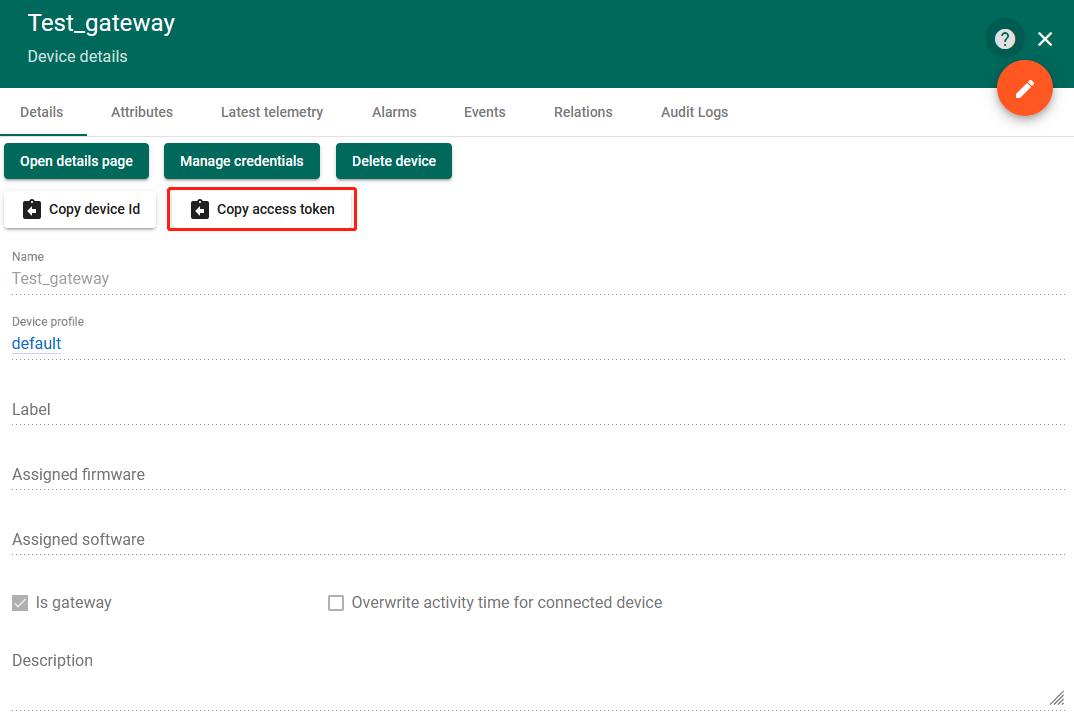 Test_gateway
Device details
?
Details Attributes Latest telemetry Alarms Events Relations Audit Logs
Open details page Manage credentials Delete device
Copy device Id Copy access token
Name
Test_gateway
Device profile
default
Label
Assigned firmware
Assigned software
Is gateway Overwrite activity time for connected device
Description